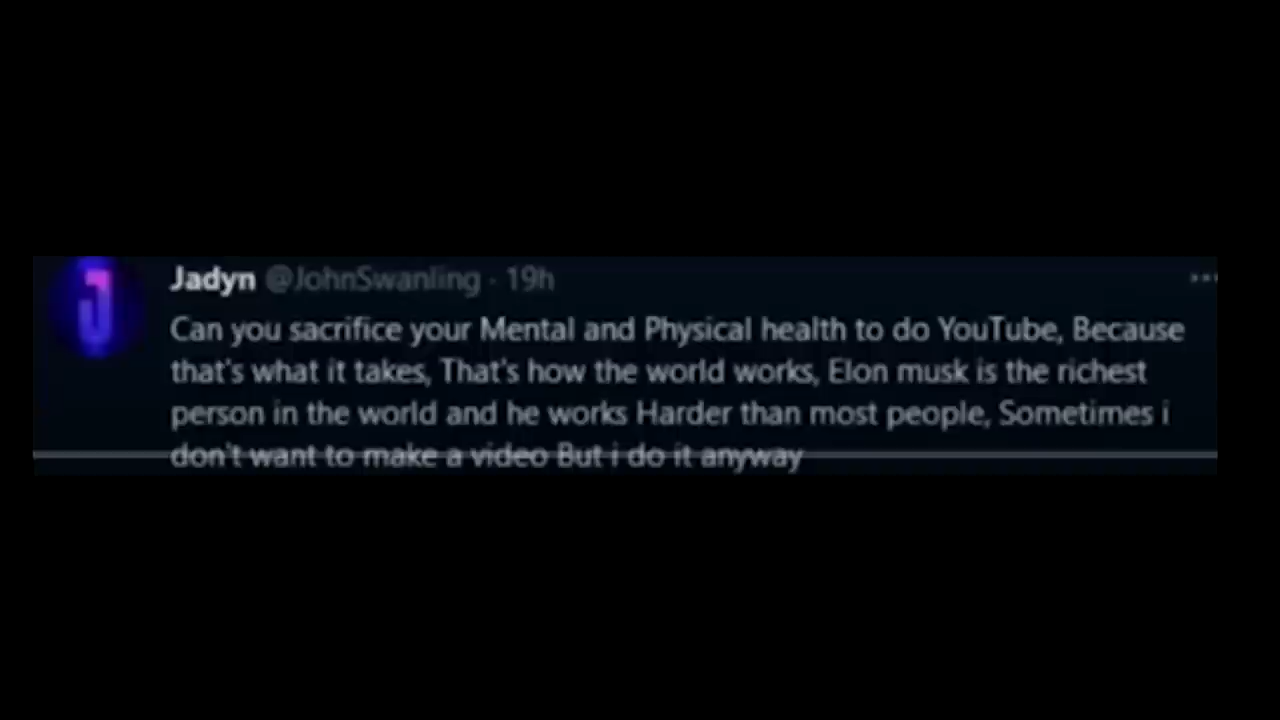 Jadyn @JohnSwanling · 19h
Can you sacrifice your Mental and Physical health to do YouTube, Because
that's what it takes, That's how the world works, Elon musk is the richest
person in the world and he works Harder than most people, Sometimes i
don't want to make a video But i do it anyway